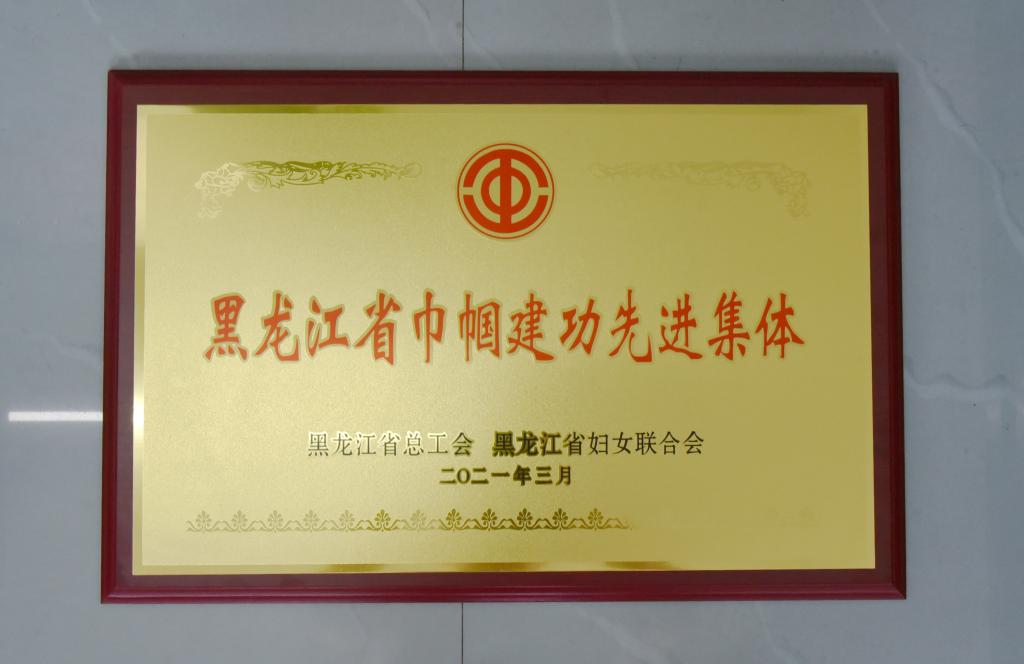 黑龙江省巾帼建功先进集体
黑龙江省总工会 黑龙江省妇女联合会
二〇二一年三月